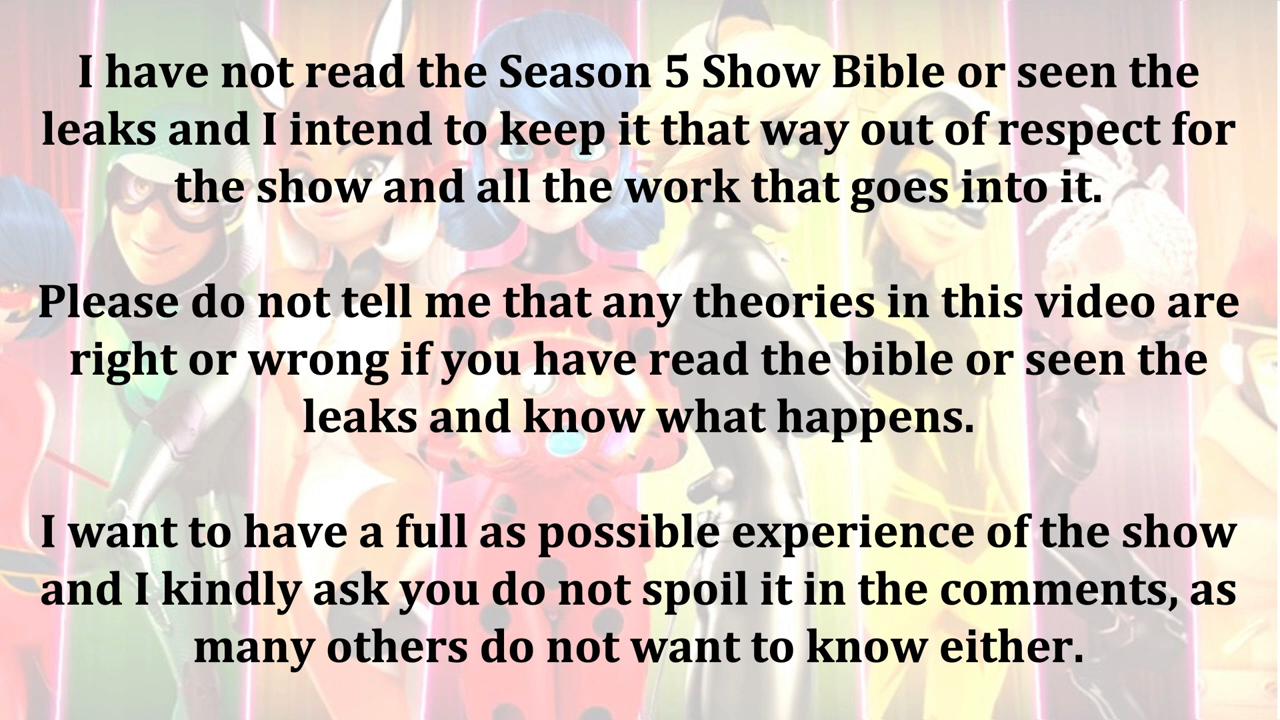 I have not read the Season 5 Show Bible or seen the
leaks and I intend to keep it that way out of respect for
the show and all the work that goes into it.
Please do not tell me that any theories in this video are
right or wrong if you have read the bible or seen the
leaks and know what happens.
I want to have a full as possible experience of the show
and I kindly ask you do not spoil it in the comments, as
many others do not want to know either.